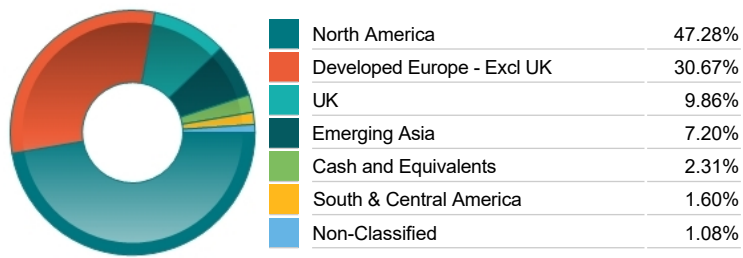 North America 47.28%
Developed Europe - Excl UK 30.67%
UK 9.86%
Emerging Asia 7.20%
Cash and Equivalents 2.31%
South & Central America 1.60%
Non-Classified 1.08%